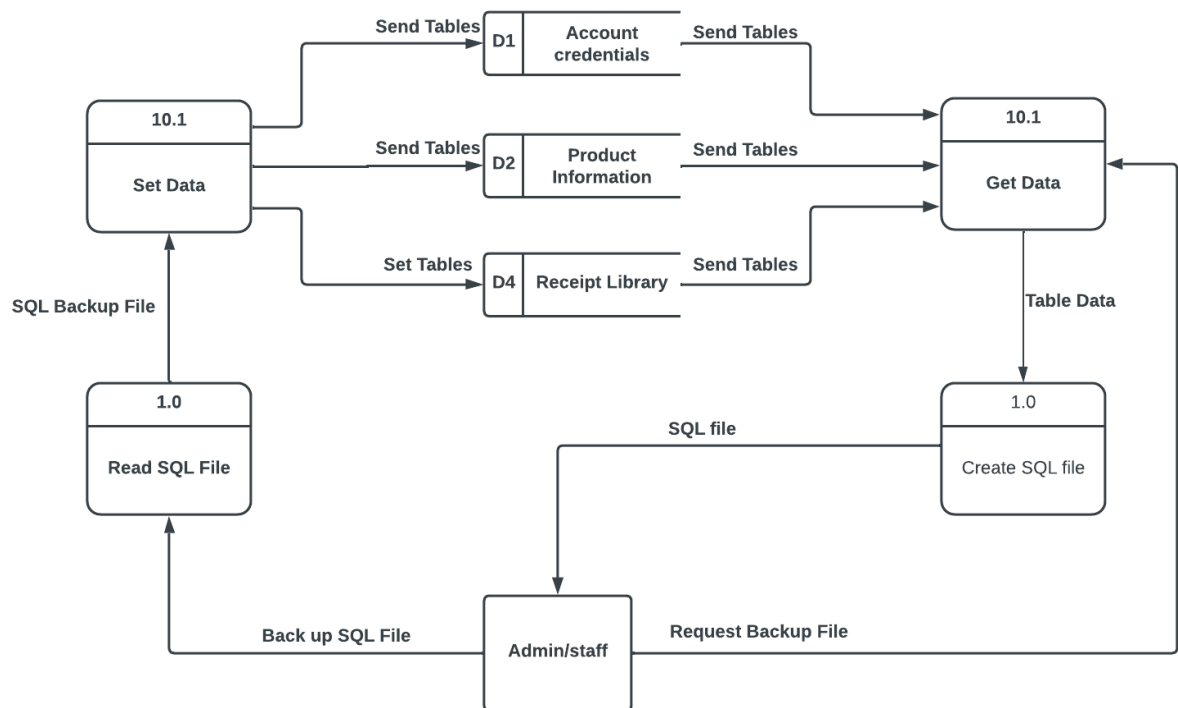 Send Tables
D1
Account
credentials
Send Tables
10.1
Set Data
Send Tables
D2
Product
Information
Send Tables
10.1
Get Data
Set Tables
D4
Receipt Library
Send Tables
SQL Backup File
Table Data
1.0
Read SQL File
SQL file
1.0
Create SQL file
Back up SQL File
Admin/staff
Request Backup File